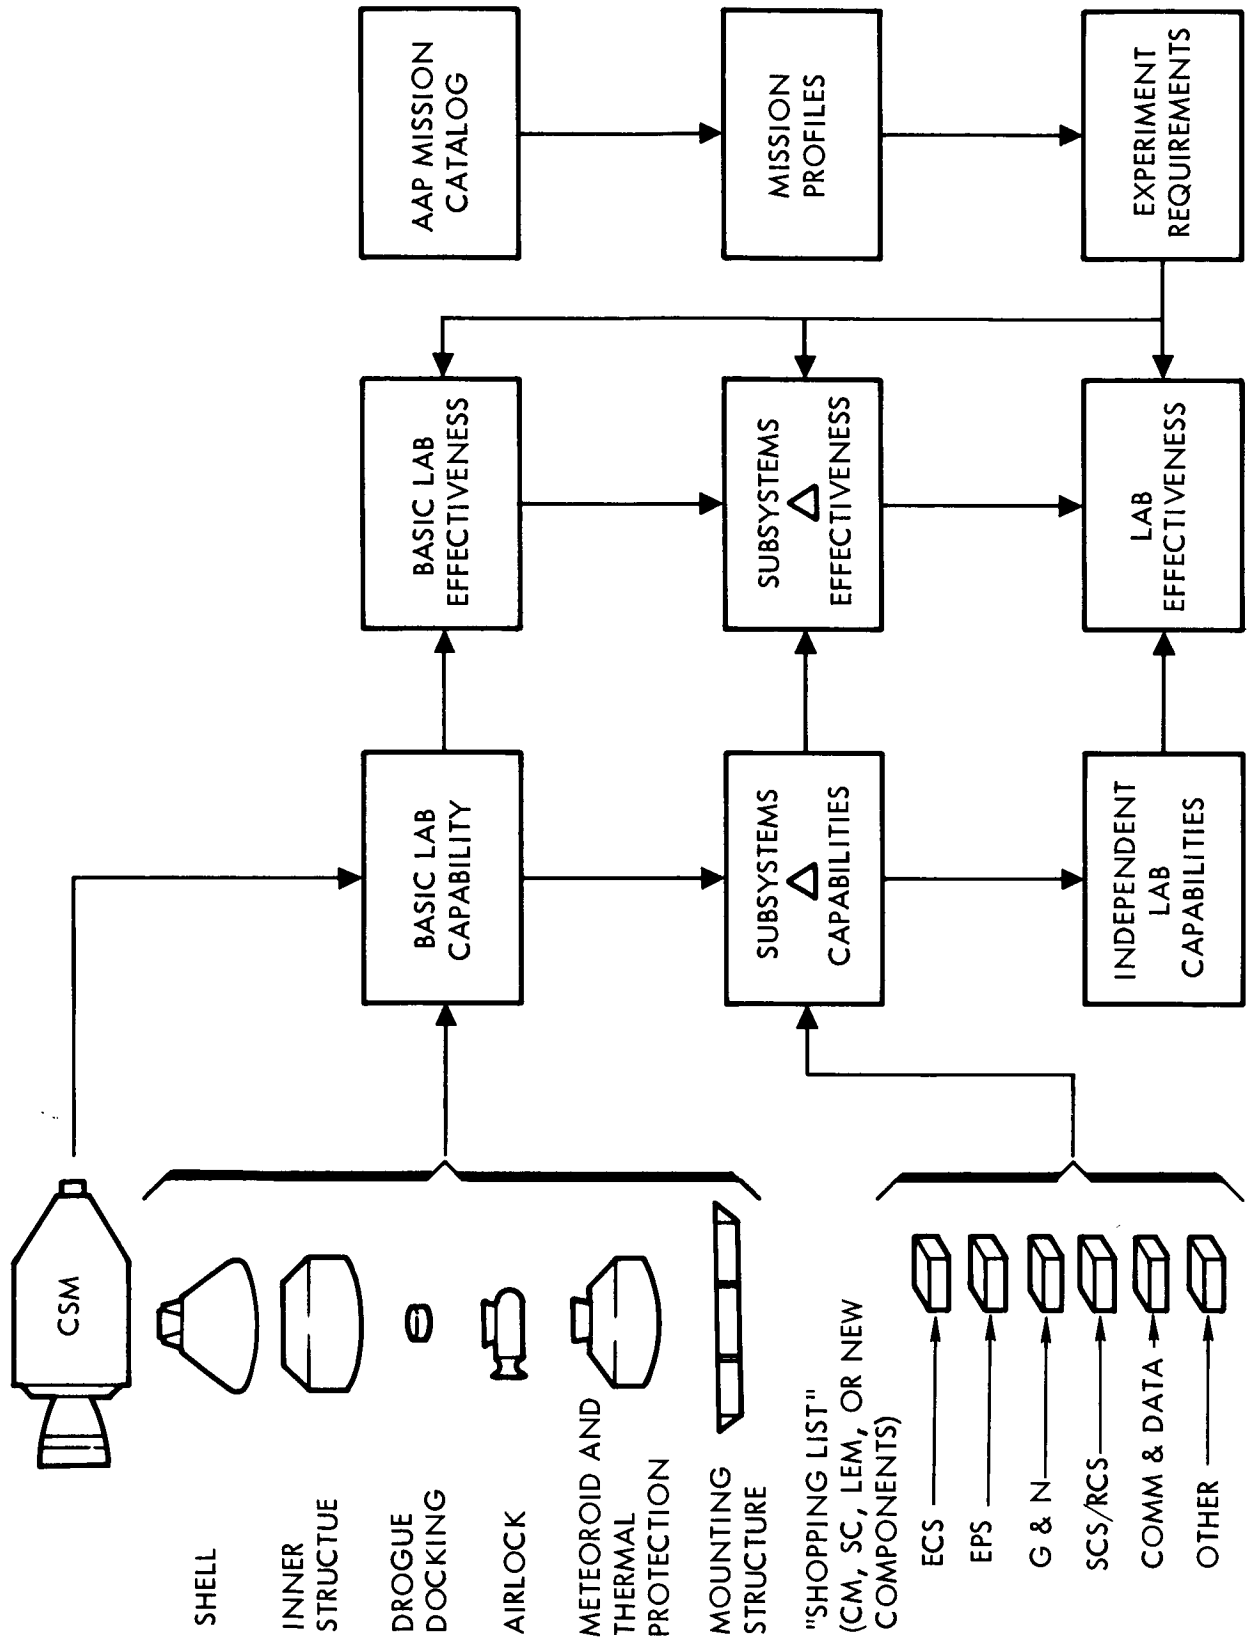 CSM
SHELL
INNER
STRUCTUE
DROGUE
DOCKING
AIRLOCK
METEOROID AND
THERMAL
PROTECTION
MOUNTING
STRUCTURE
"SHOPPING LIST"
(CM, SC, LEM, OR NEW
COMPONENTS)
ECS
EPS
G & N
SCS/RCS
COMM & DATA
OTHER
BASIC LAB
CAPABILITY
SUBSYSTEMS
Δ
CAPABILITIES
INDEPENDENT
LAB
CAPABILITIES
BASIC LAB
EFFECTIVENESS
SUBSYSTEMS
Δ
EFFECTIVENESS
LAB
EFFECTIVENESS
AAP MISSION
CATALOG
MISSION
PROFILES
EXPERIMENT
REQUIREMENTS